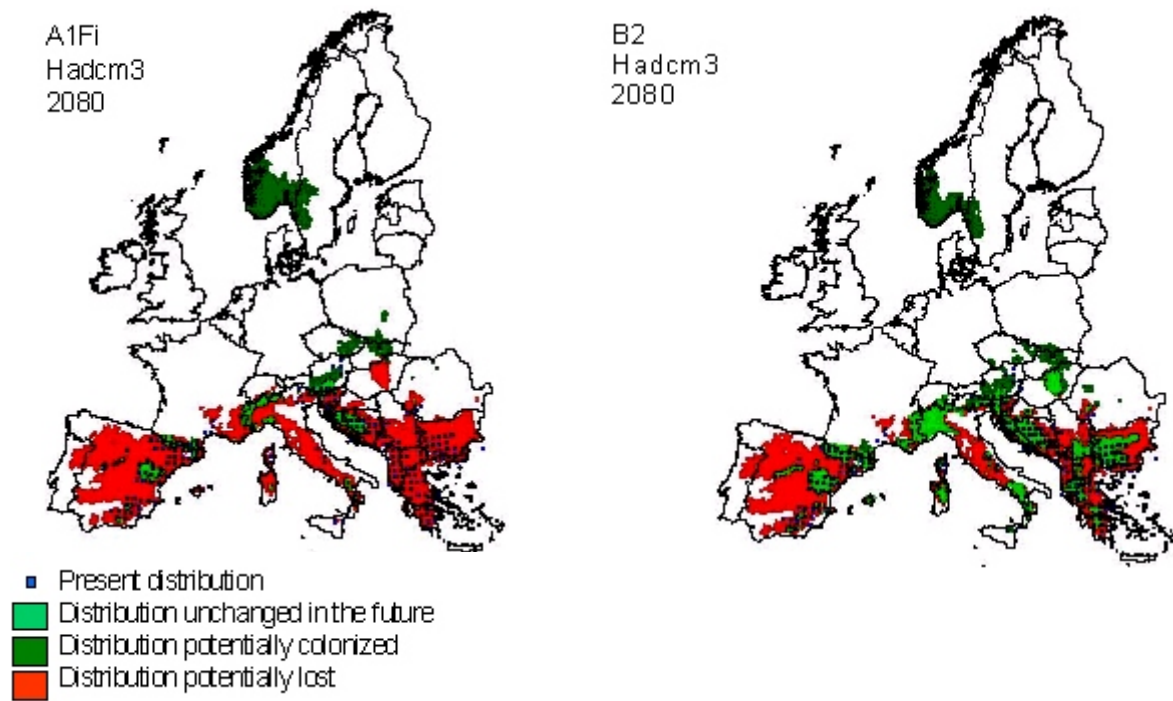 A1Fi
Hadcm3
2080
B2
Hadcm3
2080
Present distribution
Distribution unchanged in the future
Distribution potentially colonized
Distribution potentially lost